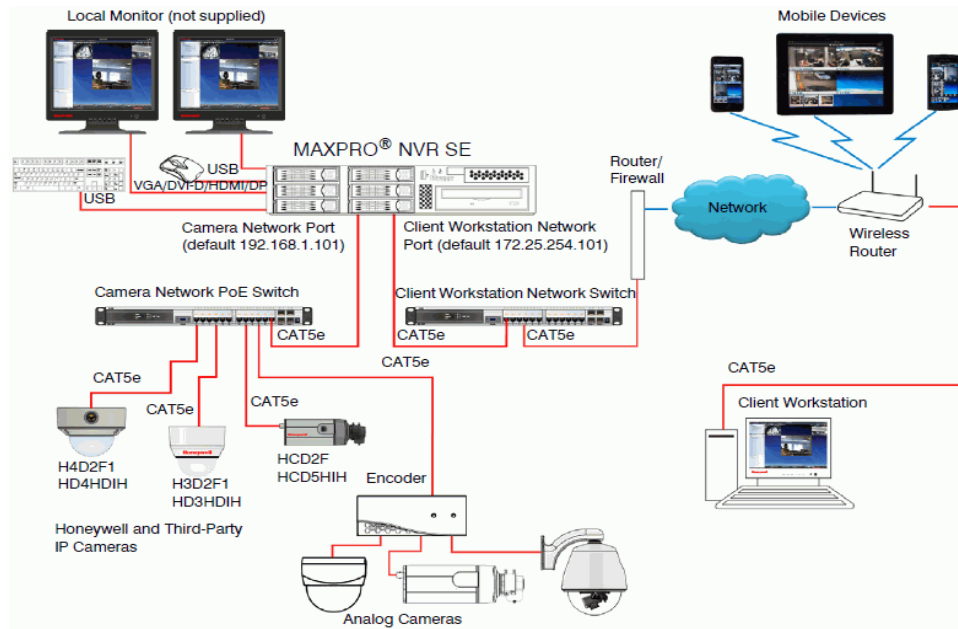 Local Monitor (not supplied)
Mobile Devices
MAXPRO® NVR SE
USB
VGA/DVI-D/HDMI/DP
USB
Router/
Firewall
Network
Wireless
Router
Camera Network Port
(default 192.168.1.101)
Client Workstation Network
Port (default 172.25.254.101)
Camera Network PoE Switch
Client Workstation Network Switch
CAT5e
CAT5e
CAT5e
CAT5e
CAT5e
CAT5e
CAT5e
Client Workstation
H4D2F1
HD4HDIH
Honeywell
H3D2F1
HD3HDIH
HCD2F
HCD5HIH
Encoder
Honeywell and Third-Party
IP Cameras
Analog Cameras